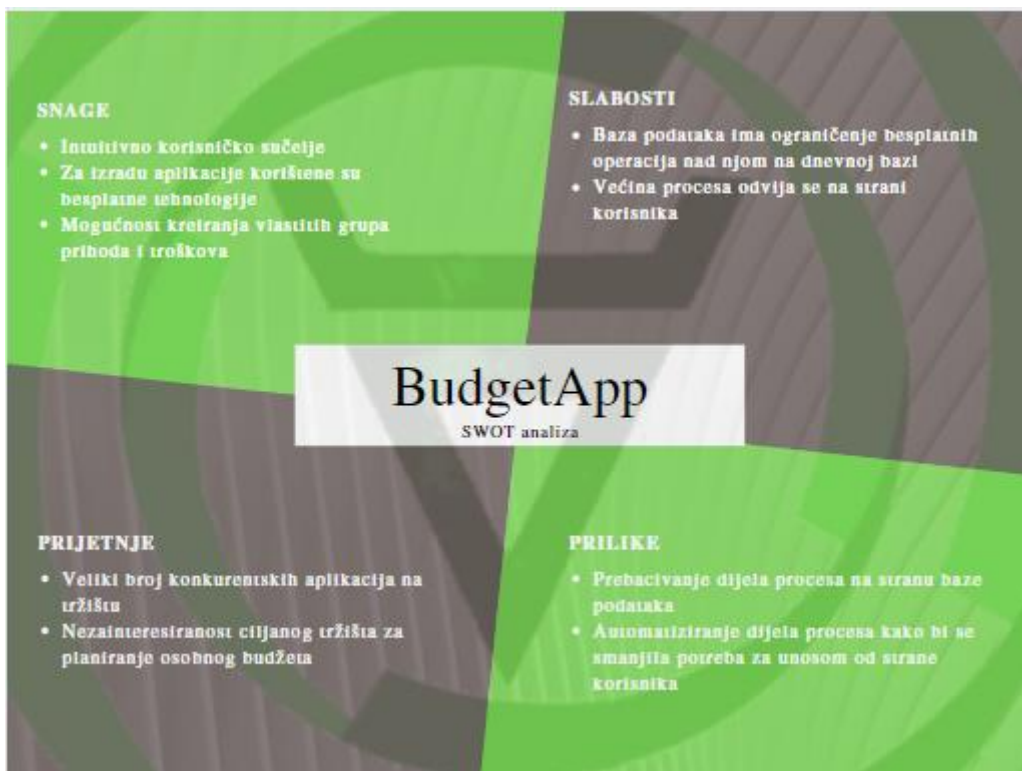 SNAGE
• Intuitivno korisničko sučelje
• Za izradu aplikacije korištene su
besplatne tehnologije
• Mogućnost kreiranja vlastitih grupa
prihoda i troškova
SLABOSTI
• Baza podataka ima ograničenje besplatnih
operacija nad njom na dnevnoj bazi
• Većina procesa odvija se na strani
korisnika
BudgetApp
SWOT analiza
PRIJETNJE
• Veliki broj konkurentskih aplikacija na
tržištu
• Nezainteresiranost ciljanog tržišta za
planiranje osobnog budžeta
PRILIKE
• Prebacivanje dijela procesa na stranu baze
podataka
• Automatiziranje dijela procesa kako bi se
smanjila potreba za unosom od strane
korisnika